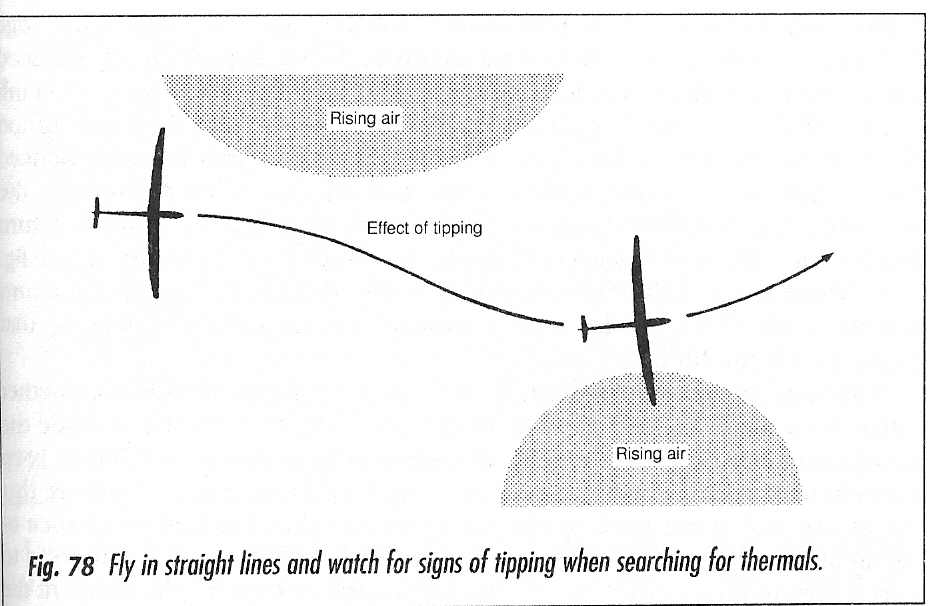 Rising air
Effect of tipping
Rising air
Fig. 78 Fly in straight lines and watch for signs of tipping when searching for thermals.